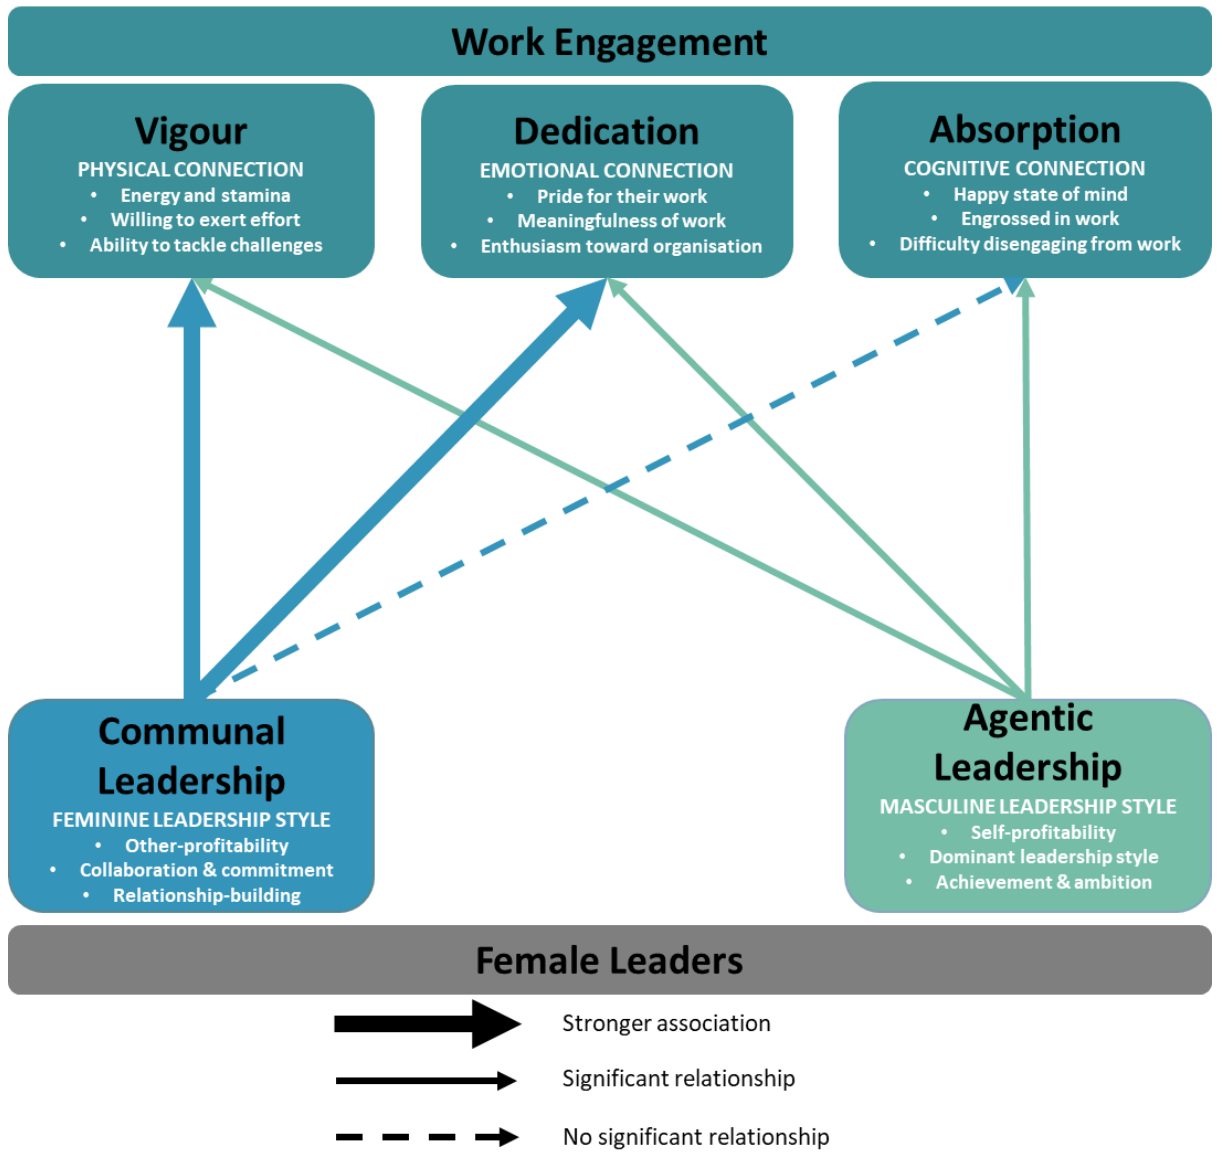 Work Engagement
Vigour
PHYSICAL CONNECTION
• Energy and stamina
• Willing to exert effort
• Ability to tackle challenges
Dedication
EMOTIONAL CONNECTION
• Pride for their work
• Meaningfulness of work
• Enthusiasm toward organisation
Absorption
COGNITIVE CONNECTION
• Happy state of mind
• Engrossed in work
• Difficulty disengaging from work
Communal
Leadership
FEMININE LEADERSHIP STYLE
• Other-profitability
• Collaboration & commitment
• Relationship-building
Agentic
Leadership
MASCULINE LEADERSHIP STYLE
• Self-profitability
• Dominant leadership style
• Achievement & ambition
Female Leaders
Stronger association
Significant relationship
No significant relationship